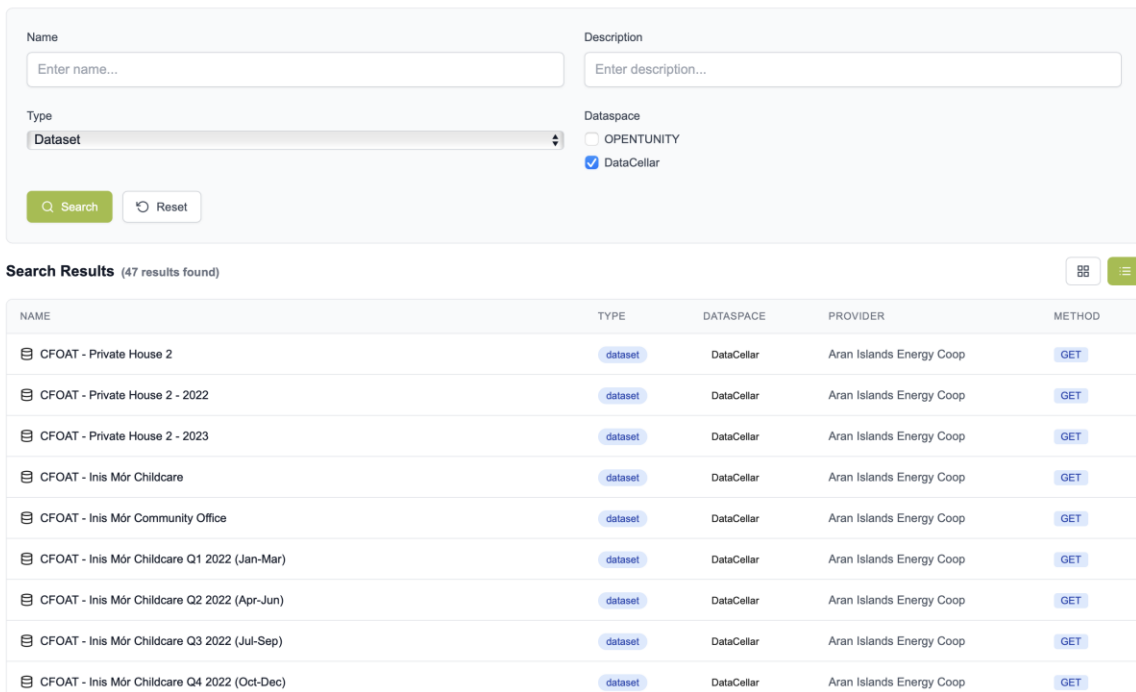 Name Description
Enter name... Enter description...
Type Dataspace
Dataset OPENTUNITY
DataCellar
Search Reset
Search Results (47 results found)
NAME TYPE DATASPACE PROVIDER METHOD
CFOAT - Private House 2 dataset DataCellar Aran Islands Energy Coop GET
CFOAT - Private House 2 - 2022 dataset DataCellar Aran Islands Energy Coop GET
CFOAT - Private House 2 - 2023 dataset DataCellar Aran Islands Energy Coop GET
CFOAT - Inis Mór Childcare dataset DataCellar Aran Islands Energy Coop GET
CFOAT - Inis Mór Community Office dataset DataCellar Aran Islands Energy Coop GET
CFOAT - Inis Mór Childcare Q1 2022 (Jan-Mar) dataset DataCellar Aran Islands Energy Coop GET
CFOAT - Inis Mór Childcare Q2 2022 (Apr-Jun) dataset DataCellar Aran Islands Energy Coop GET
CFOAT - Inis Mór Childcare Q3 2022 (Jul-Sep) dataset DataCellar Aran Islands Energy Coop GET
CFOAT - Inis Mór Childcare Q4 2022 (Oct-Dec) dataset DataCellar Aran Islands Energy Coop GET